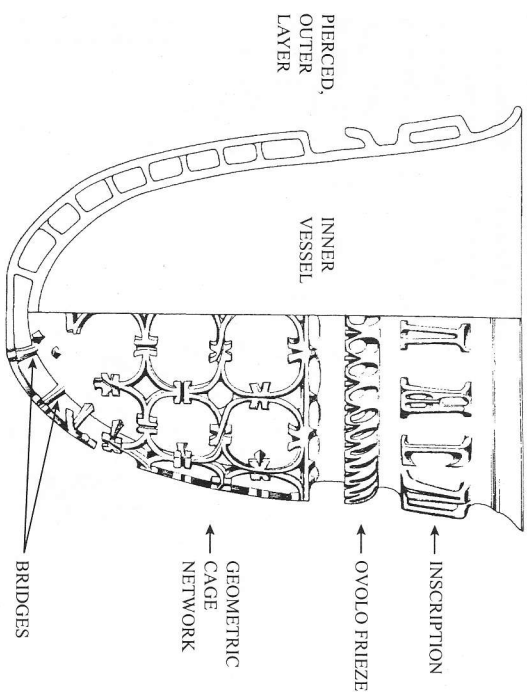 INSCRIPTION
OVOLO FRIEZE
PIERCED,
OUTER
LAYER
INNER
VESSEL
GEOMETRIC
CAGE
NETWORK
BRIDGES